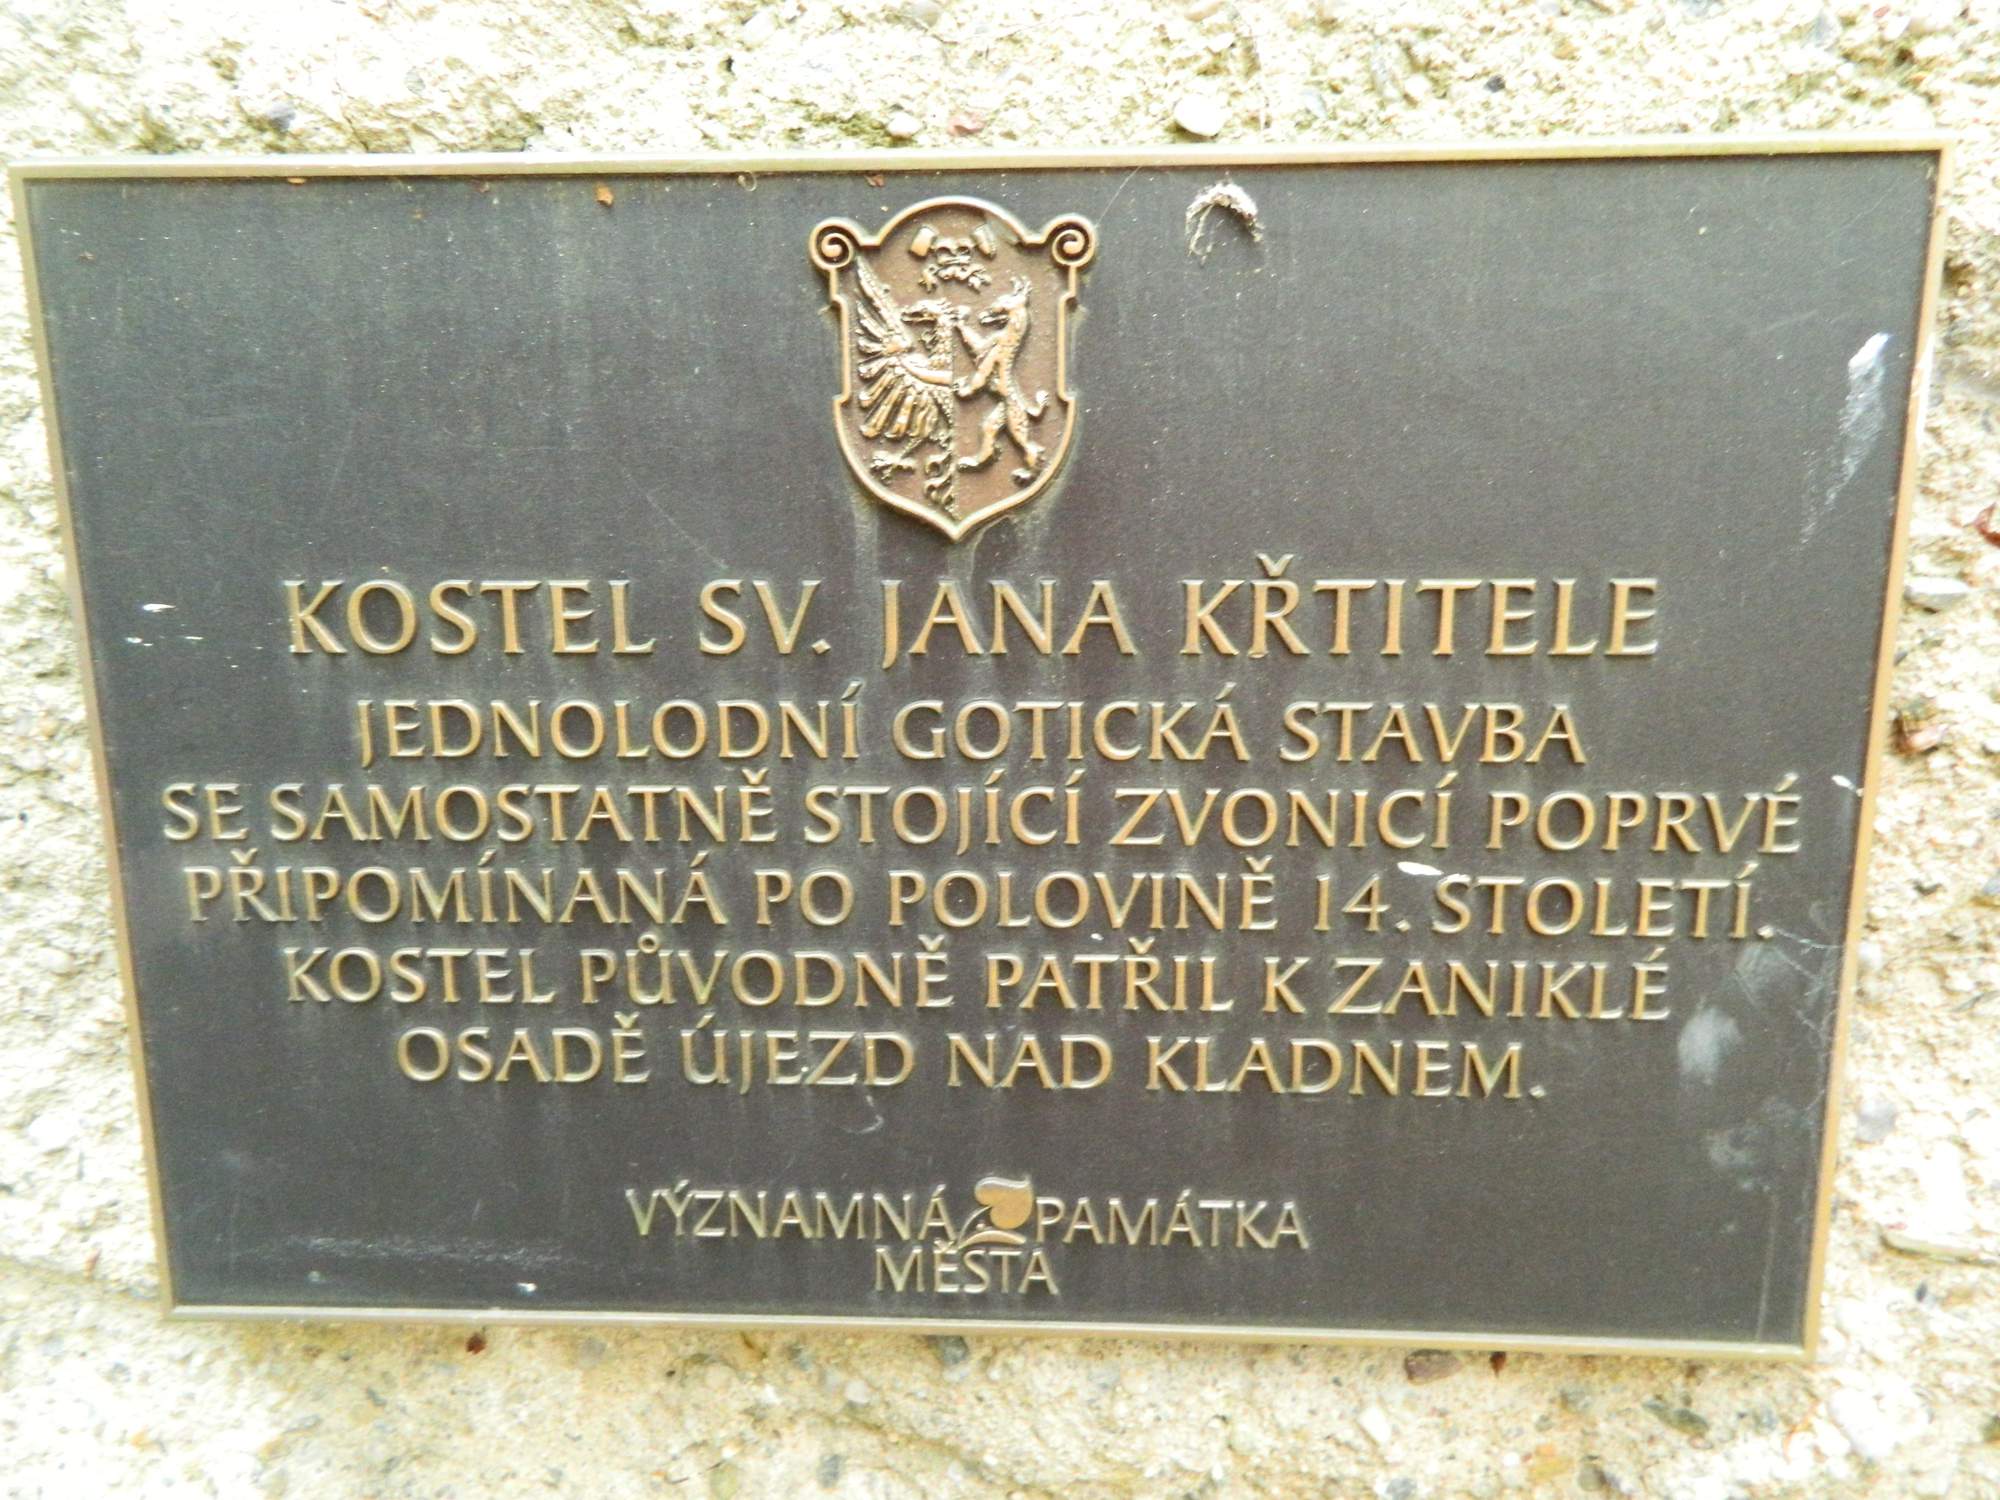 KOSTEL SV. JANA KŘTITELE
JEDNOLODNÍ GOTICKÁ STAVBA
SE SAMOSTATNĚ STOJÍCÍ ZVONICÍ POPRVÉ
PŘIPOMÍNANÁ PO POLOVINĚ 14. STOLETÍ.
KOSTEL PŮVODNĚ PATŘIL K ZANIKLÉ
OSADĚ ÚJEZD NAD KLADNEM.
VÝZNAMNÁ PAMÁTKA
MĚSTA